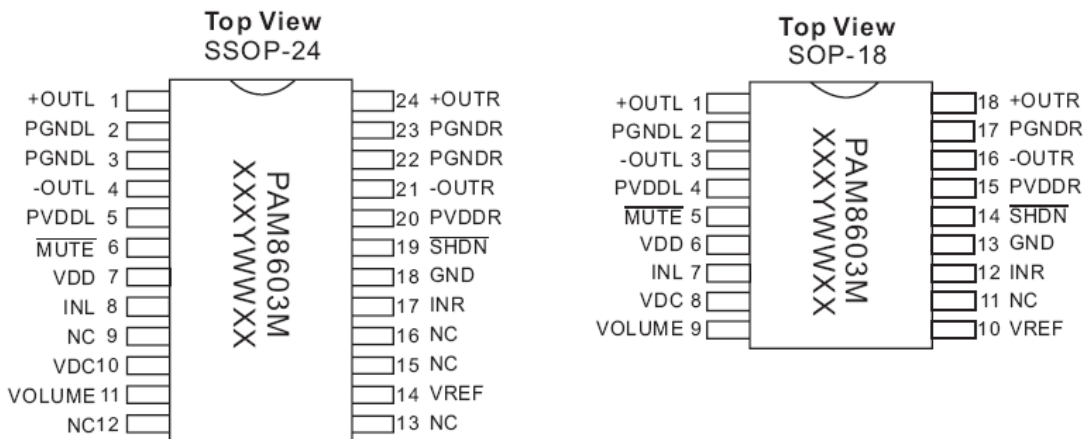 Top View
SSOP-24
+OUTL 1
PGNDL 2
PGNDL 3
-OUTL 4
PVDDL 5
MUTE 6
VDD 7
INL 8
NC 9
VDC10
VOLUME 11
NC12
PAM8603M
XXXYWWXX
24 +OUTR
23 PGNDR
22 PGNDR
21 -OUTR
20 PVDDR
19 SHDN
18 GND
17 INR
16 NC
15 NC
14 VREF
13 NC
Top View
SOP-18
+OUTL 1
PGNDL 2
-OUTL 3
PVDDL 4
MUTE 5
VDD 6
INL 7
VDC 8
VOLUME 9
PAM8603M
XXXYWWXX
18 +OUTR
17 PGNDR
16 -OUTR
15 PVDDR
14 SHDN
13 GND
12 INR
11 NC
10 VREF